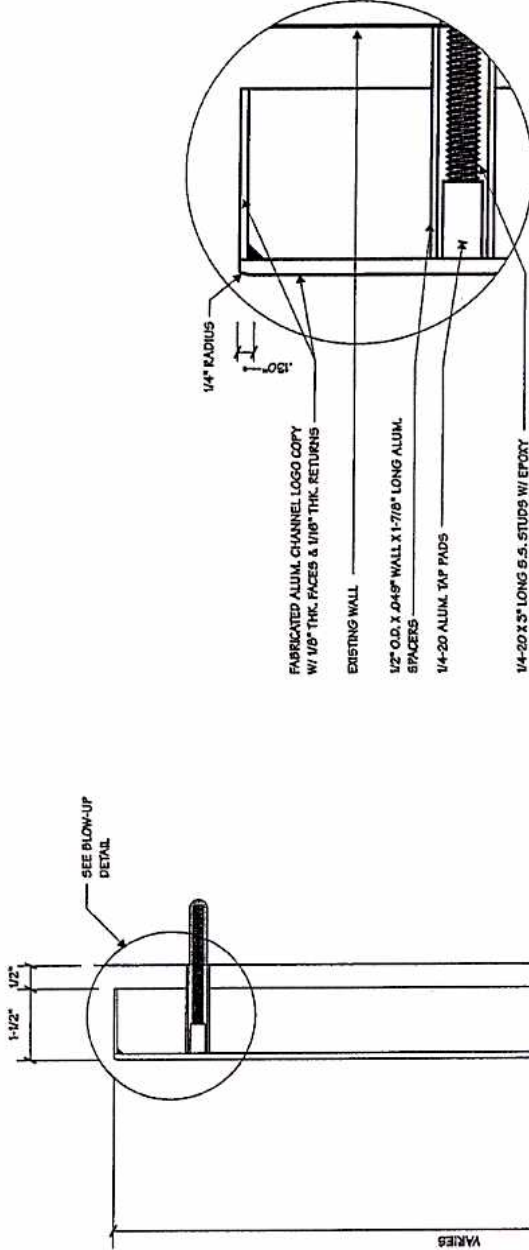 1-1/2"
1/2"
SEE BLOW-UP
DETAIL
VARIES
1/4" RADIUS
.130"
FABRICATED ALUM. CHANNEL LOGO COPY
W/ 1/8" THK. FACES & 1/16" THK. RETURNS
EXISTING WALL
1/2" O.D. X .049" WALL X 1-7/8" LONG ALUM.
SPACERS
1/4-20 ALUM. TAP PADS
1/4-20 X 3" LONG S.S. STUDS W/ EPOXY